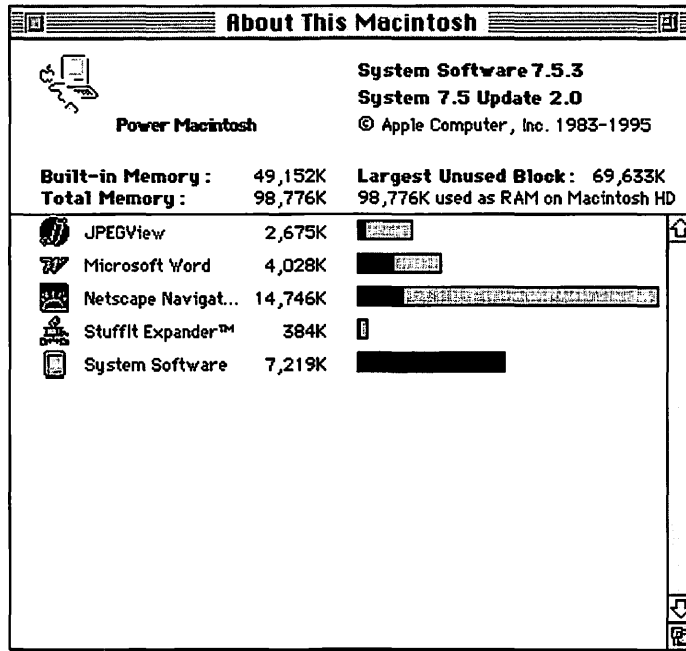 About This Macintosh
System Software 7.5.3
System 7.5 Update 2.0
Power Macintosh
© Apple Computer, Inc. 1983-1995
Built-in Memory: 49,152K
Largest Unused Block: 69,633K
Total Memory: 98,776K
98,776K used as RAM on Macintosh HD
JPEGView 2,675K
Microsoft Word 4,028K
Netscape Navigat... 14,746K
StuffIt Expander™ 384K
System Software 7,219K